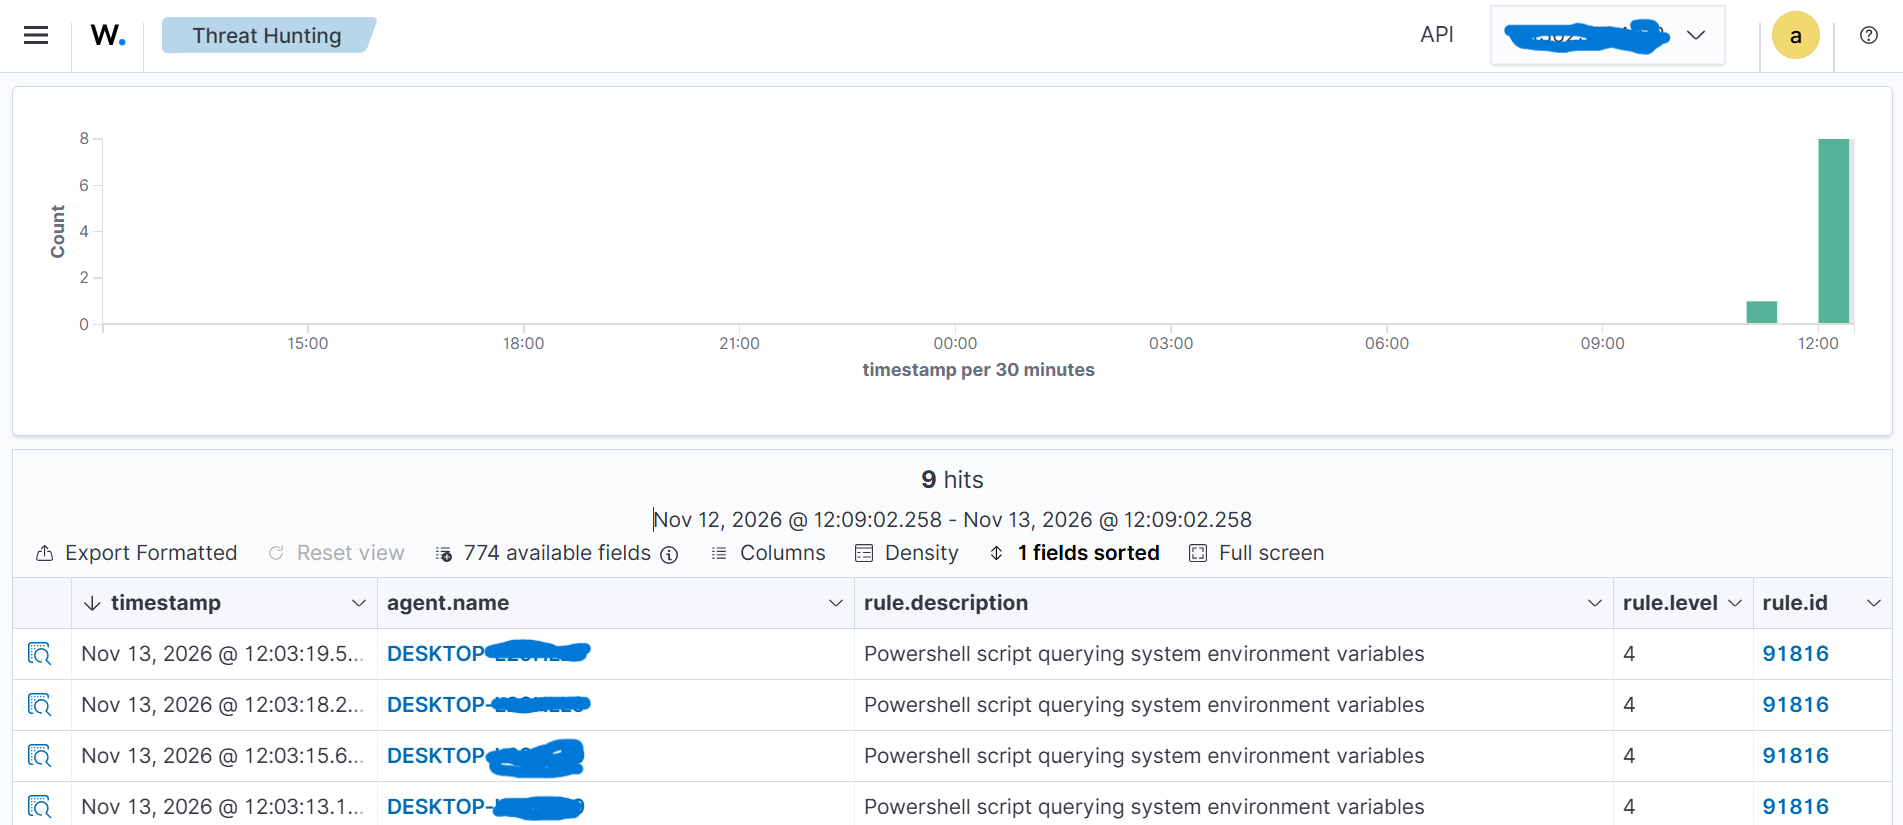 W. Threat Hunting API a
8
6
4
2
0
Count
15:00 18:00 21:00 00:00 03:00 06:00 09:00 12:00
timestamp per 30 minutes
9 hits
Nov 12, 2026 @ 12:09:02.258 - Nov 13, 2026 @ 12:09:02.258
Export Formatted Reset view 774 available fields Columns Density 1 fields sorted Full screen
timestamp agent.name rule.description rule.level rule.id
Nov 13, 2026 @ 12:03:19.5... DESKTOP Powershell script querying system environment variables 4 91816
Nov 13, 2026 @ 12:03:18.2... DESKTOP- Powershell script querying system environment variables 4 91816
Nov 13, 2026 @ 12:03:15.6... DESKTOP Powershell script querying system environment variables 4 91816
Nov 13, 2026 @ 12:03:13.1... DESKTOP- Powershell script querying system environment variables 4 91816